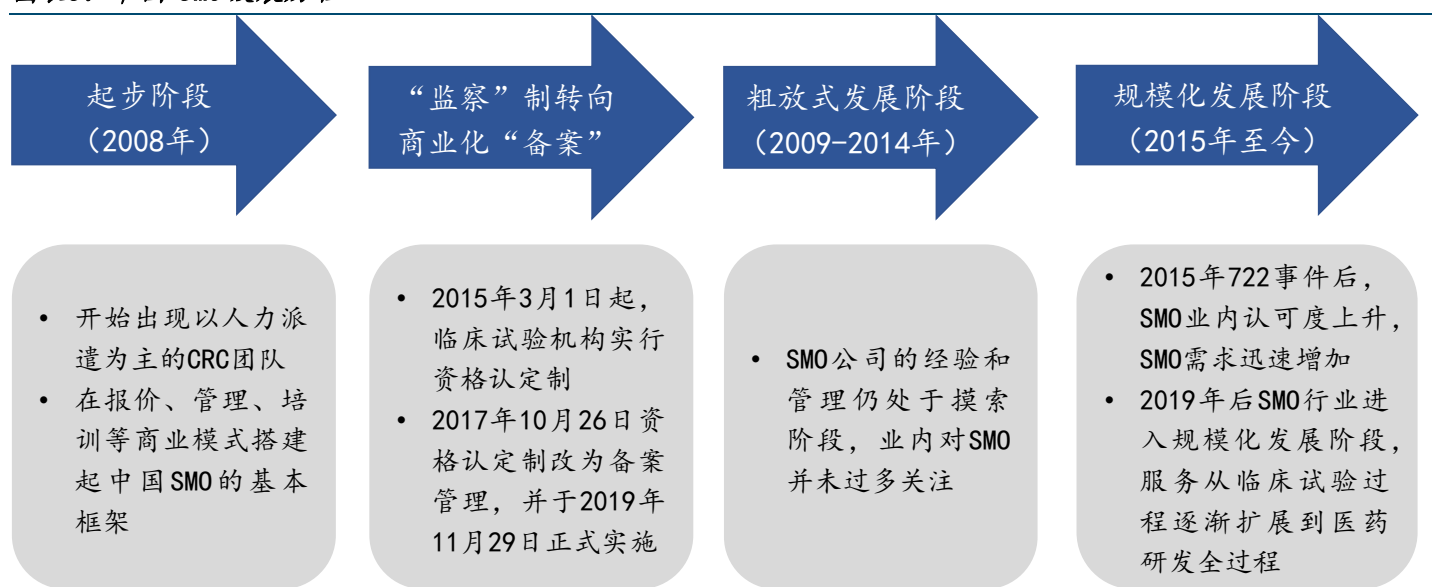 起步阶段
（2008年）
“监察”制转向
商业化“备案”
粗放式发展阶段
（2009-2014年）
规模化发展阶段
（2015年至今）
• 开始出现以人力派
遣为主的CRC团队
• 在报价、管理、培
训等商业模式搭建
起中国SMO的基本
框架
• 2015年3月1日起，
临床试验机构实行
资格认定制
• 2017年10月26日资
格认定制改为备案
管理，并于2019年
11月29日正式实施
• SMO公司的经验和
管理仍处于摸索
阶段，业内对SMO
并未过多关注
• 2015年722事件后，
SMO业内认可度上升，
SMO需求迅速增加
• 2019年后SMO行业进
入规模化发展阶段，
服务从临床试验过
程逐渐扩展到医药
研发全过程